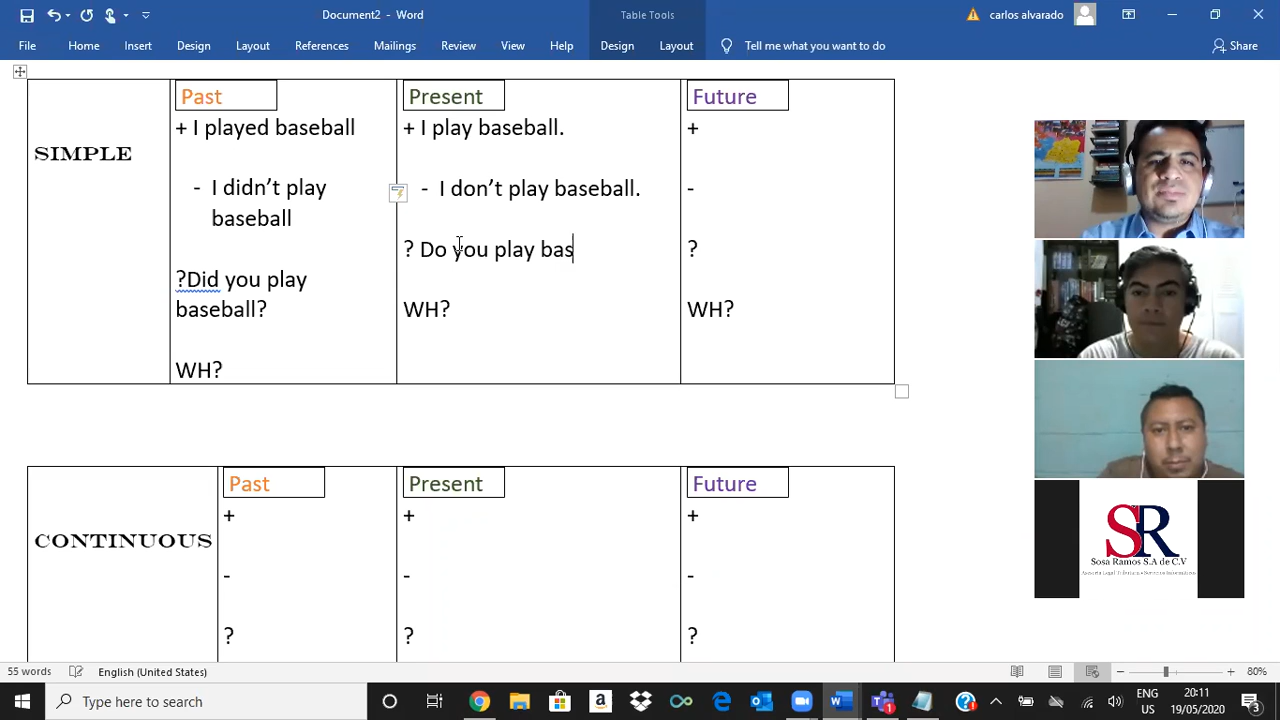 Document2 - Word
Table Tools
carlos alvarado
File Home Insert Design Layout References Mailings Review View Help Design Layout Tell me what you want to do Share
SIMPLE
Past
+ I played baseball
- I didn’t play
baseball
?Did you play
baseball?
WH?
Present
+ I play baseball.
- I don’t play baseball.
? Do you play bas
WH?
Future
+
-
?
WH?
CONTINUOUS
Past
+
-
?
Present
+
-
?
Future
+
-
?
SR
Sosa Ramos S.A de C.V
55 words English (United States) 80%
Type here to search
ENG
20:11
19/05/2020